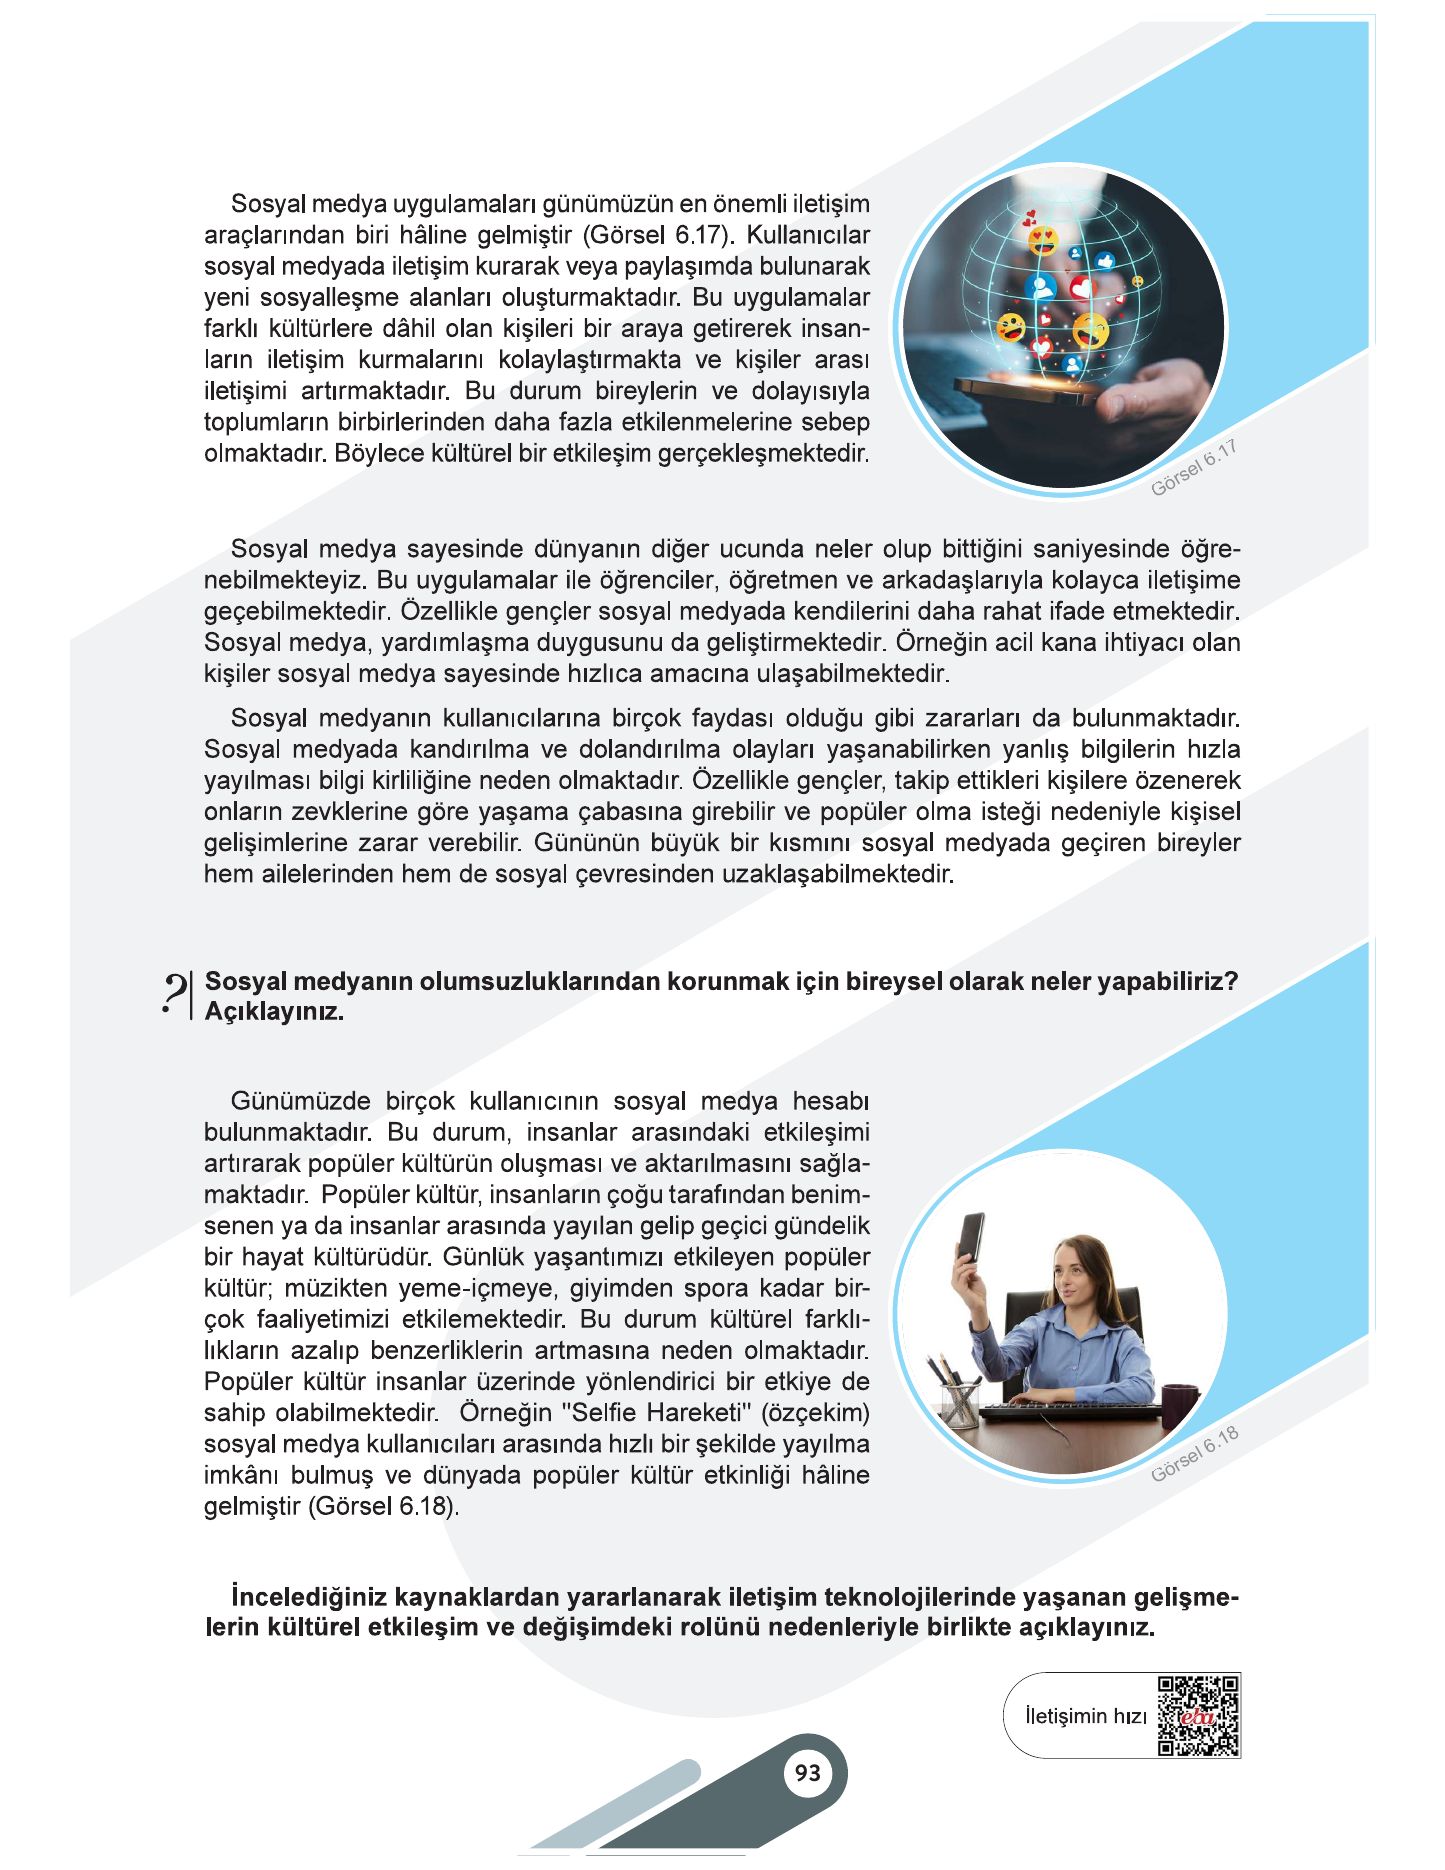 Sosyal medya uygulamaları günümüzün en önemli iletişim
araçlarından biri hâline gelmiştir (Görsel 6.17). Kullanıcılar
sosyal medyada iletişim kurarak veya paylaşımda bulunarak
yeni sosyalleşme alanları oluşturmaktadır. Bu uygulamalar
farklı kültürlere dâhil olan kişileri bir araya getirerek insan-
ların iletişim kurmalarını kolaylaştırmakta ve kişiler arası
iletişimi artırmaktadır. Bu durum bireylerin ve dolayısıyla
toplumların birbirlerinden daha fazla etkilenmelerine sebep
olmaktadır. Böylece kültürel bir etkileşim gerçekleşmektedir.
Görsel 6.17
Sosyal medya sayesinde dünyanın diğer ucunda neler olup bittiğini saniyesinde öğre-
nebilmekteyiz. Bu uygulamalar ile öğrenciler, öğretmen ve arkadaşlarıyla kolayca iletişime
geçebilmektedir. Özellikle gençler sosyal medyada kendilerini daha rahat ifade etmektedir.
Sosyal medya, yardımlaşma duygusunu da geliştirmektedir. Örneğin acil kana ihtiyacı olan
kişiler sosyal medya sayesinde hızlıca amacına ulaşabilmektedir.
Sosyal medyanın kullanıcılarına birçok faydası olduğu gibi zararları da bulunmaktadır.
Sosyal medyada kandırılma ve dolandırılma olayları yaşanabilirken yanlış bilgilerin hızla
yayılması bilgi kirliliğine neden olmaktadır. Özellikle gençler, takip ettikleri kişilere özenerek
onların zevklerine göre yaşama çabasına girebilir ve popüler olma isteği nedeniyle kişisel
gelişimlerine zarar verebilir. Gününün büyük bir kısmını sosyal medyada geçiren bireyler
hem ailelerinden hem de sosyal çevresinden uzaklaşabilmektedir.
? Sosyal medyanın olumsuzluklarından korunmak için bireysel olarak neler yapabiliriz?
Açıklayınız.
Günümüzde birçok kullanıcının sosyal medya hesabı
bulunmaktadır. Bu durum, insanlar arasındaki etkileşimi
artırarak popüler kültürün oluşması ve aktarılmasını sağla-
maktadır. Popüler kültür, insanların çoğu tarafından benim-
senen ya da insanlar arasında yayılan gelip geçici gündelik
bir hayat kültürüdür. Günlük yaşantımızı etkileyen popüler
kültür; müzikten yeme-içmeye, giyimden spora kadar bir-
çok faaliyetimizi etkilemektedir. Bu durum kültürel farklı-
lıkların azalıp benzerliklerin artmasına neden olmaktadır.
Popüler kültür insanlar üzerinde yönlendirici bir etkiye de
sahip olabilmektedir. Örneğin "Selfie Hareketi" (özçekim)
sosyal medya kullanıcıları arasında hızlı bir şekilde yayılma
imkânı bulmuş ve dünyada popüler kültür etkinliği hâline
gelmiştir (Görsel 6.18).
Görsel 6.18
İncelediğiniz kaynaklardan yararlanarak iletişim teknolojilerinde yaşanan gelişme-
lerin kültürel etkileşim ve değişimdeki rolünü nedenleriyle birlikte açıklayınız.
İletişimin hızı
eba
93